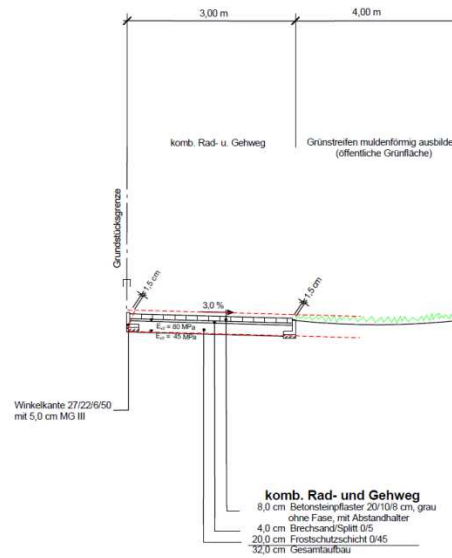 3,00 m
4,00 m
komb. Rad- u. Gehweg
Grünstreifen muldenförmig ausbilde
(öffentliche Grünfläche)
Grundstücksgrenze
1,5 cm
3,0 %
1,5 cm
Ev2 = 80 MPa
Ev2 = 45 MPa
Winkelkante 27/22/6/50
mit 5,0 cm MG III
komb. Rad- und Gehweg
8,0 cm Betonsteinpflaster 20/10/8 cm, grau
ohne Fase, mit Abstandhalter
4,0 cm Brechsand/Splitt 0/5
20,0 cm Frostschutzschicht 0/45
32,0 cm Gesamtaufbau